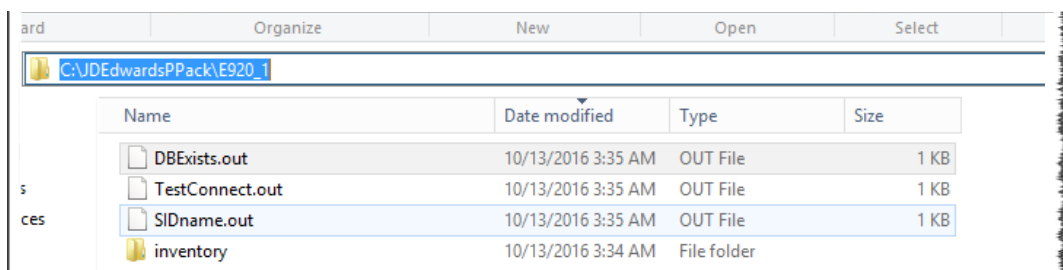 ard Organize New Open Select
C:\JDEdwardsPPack\E920_1
Name Date modified Type Size
DBExists.out 10/13/2016 3:35 AM OUT File 1 KB
TestConnect.out 10/13/2016 3:35 AM OUT File 1 KB
s
SIDname.out 10/13/2016 3:35 AM OUT File 1 KB
ces
inventory 10/13/2016 3:34 AM File folder